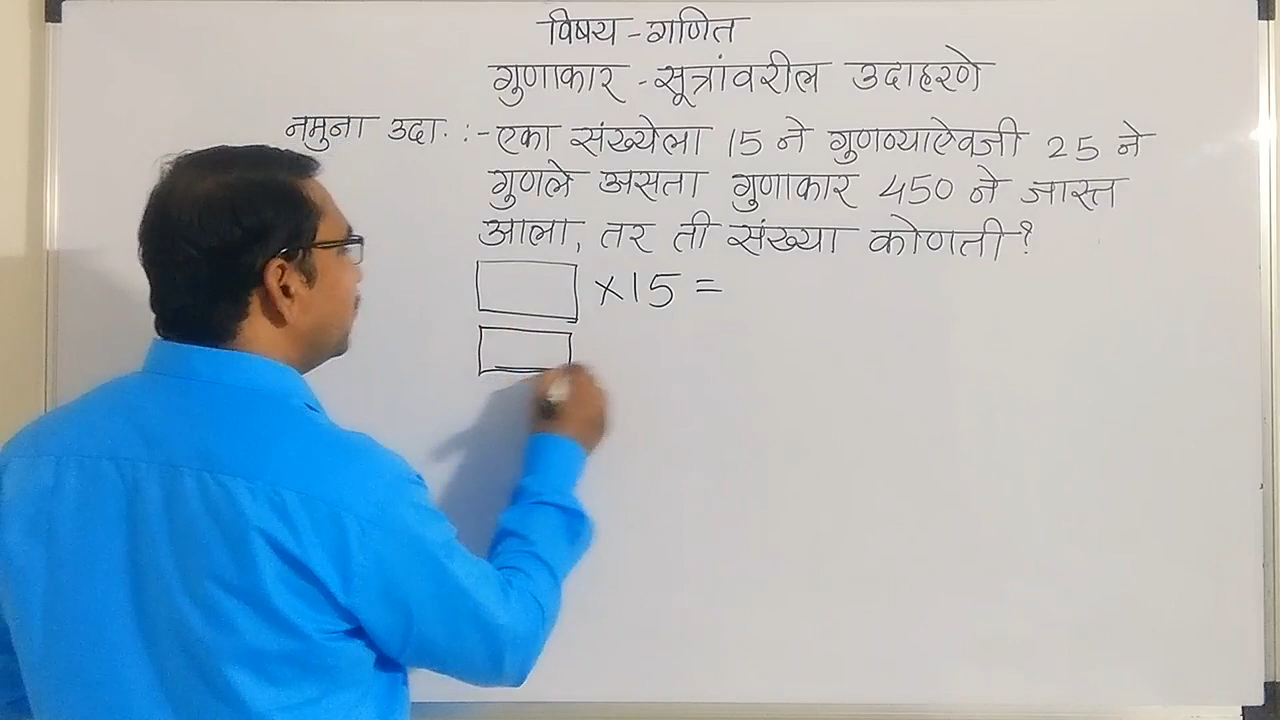 विषय - गणित
गुणाकार - सूत्रांवरील उदाहरणे
नमुना उदा. :- एका संख्येला 15 ने गुणण्याऐवजी 25 ने
गुणले असता गुणाकार 450 ने जास्त
आला, तर ती संख्या कोणती?
× 15 =